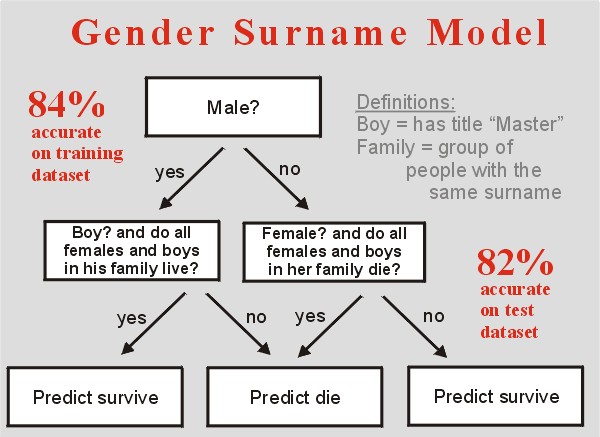 Gender Surname Model
84%
accurate
on training
dataset
Male?
Definitions:
Boy = has title “Master”
Family = group of
people with the
same surname
yes
no
Boy? and do all
females and boys
in his family live?
Female? and do all
females and boys
in her family die?
82%
accurate
on test
dataset
yes
no
yes
no
Predict survive
Predict die
Predict survive